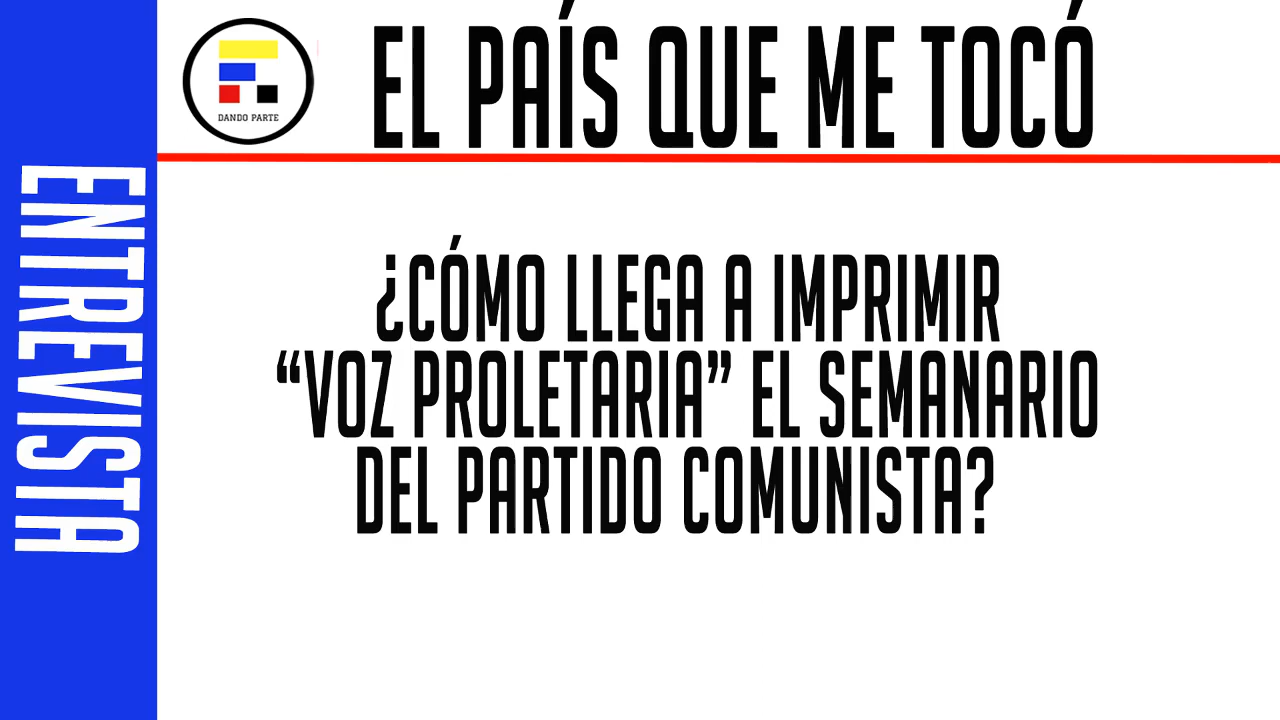 DANDO PARTE
EL PAÍS QUE ME TOCÓ
ENTREVISTA
¿CÓMO LLEGA A IMPRIMIR
“VOZ PROLETARIA” EL SEMANARIO
DEL PARTIDO COMUNISTA?